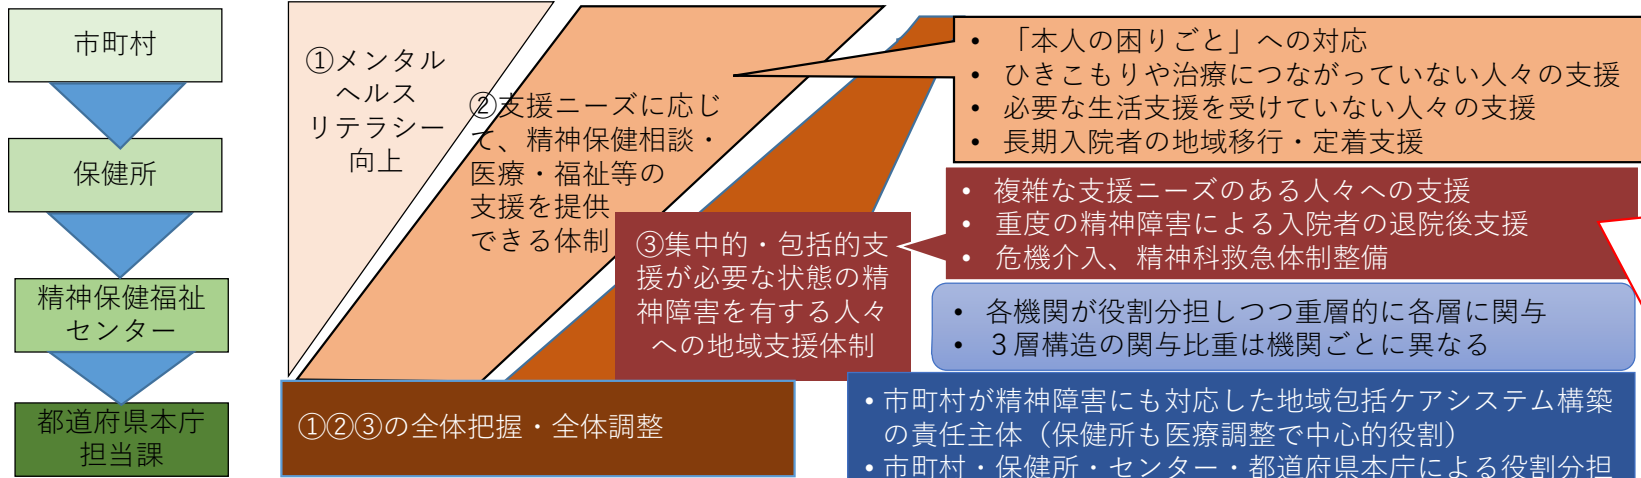 市町村
保健所
精神保健福祉
センター
都道府県本庁
担当課
①メンタル
ヘルス
リテラシー
向上
②支援ニーズに応じ
て、精神保健相談・
医療・福祉等の
支援を提供
できる体制
③集中的・包括的支
援が必要な状態の精
神障害を有する人々
への地域支援体制
①②③の全体把握・全体調整
• 「本人の困りごと」への対応
• ひきこもりや治療につながっていない人々の支援
• 必要な生活支援を受けていない人々の支援
• 長期入院者の地域移行・定着支援
• 複雑な支援ニーズのある人々への支援
• 重度の精神障害による入院者の退院後支援
• 危機介入、精神科救急体制整備
• 各機関が役割分担しつつ重層的に各層に関与
• ３層構造の関与比重は機関ごとに異なる
• 市町村が精神障害にも対応した地域包括ケアシステム構築
の責任主体（保健所も医療調整で中心的役割）
• 市町村・保健所・センター・都道府県本庁による役割分担